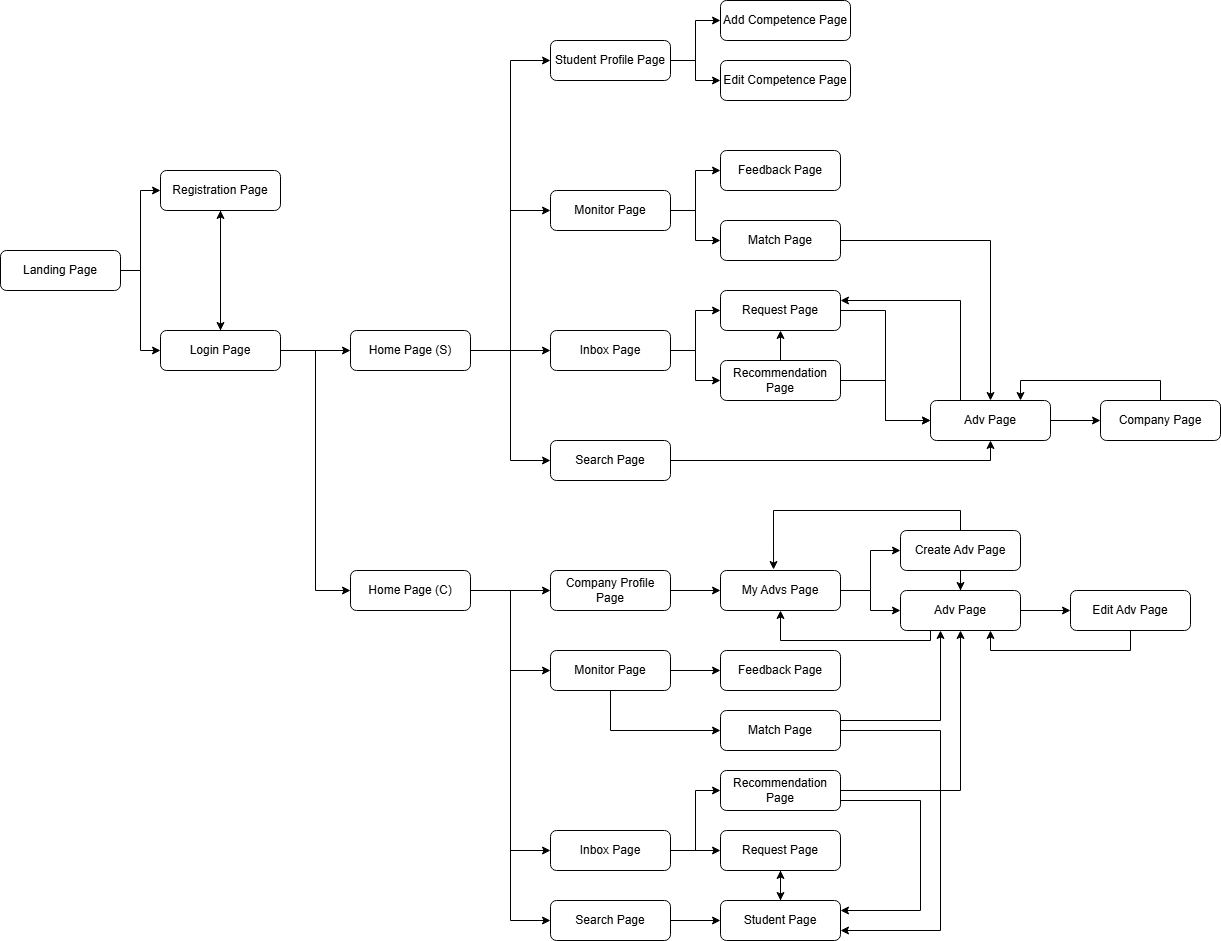 Add Competence Page
Student Profile Page
Edit Competence Page
Feedback Page
Registration Page
Monitor Page
Match Page
Landing Page
Request Page
Login Page
Home Page (S)
Inbox Page
Recommendation
Page
Adv Page
Company Page
Search Page
Create Adv Page
Home Page (C)
Company Profile
Page
My Advs Page
Adv Page
Edit Adv Page
Monitor Page
Feedback Page
Match Page
Recommendation
Page
Inbox Page
Request Page
Search Page
Student Page